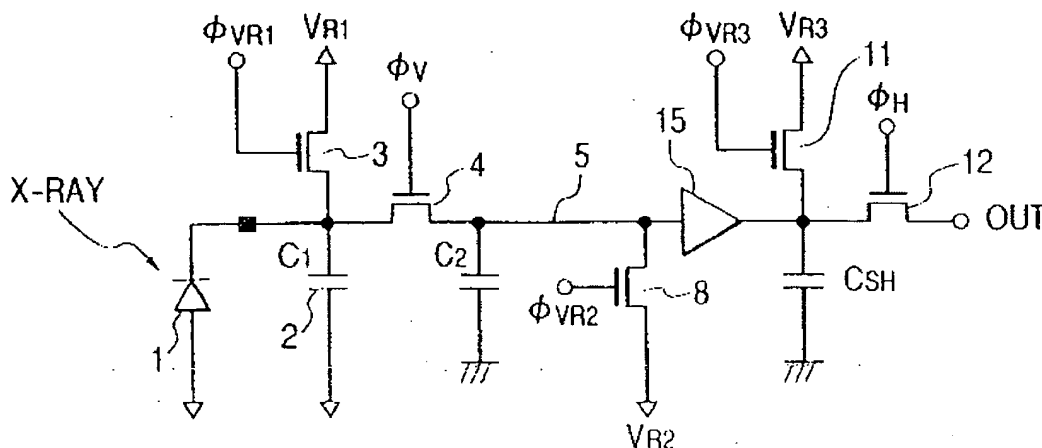 ΦVR1
VR1
ΦV
ΦVR3
VR3
11
ΦH
15
3
4
5
12
X-RAY
OUT
C1
C2
CSH
ΦVR2
8
1
2
VR2